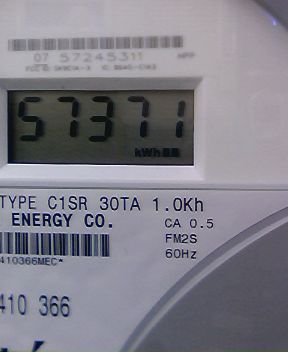 07 57245311
57371
kWh
TYPE C1SR 30TA 1.0Kh
ENERGY CO.
CA 0.5
FM2S
60Hz
410366MEC*
410 366